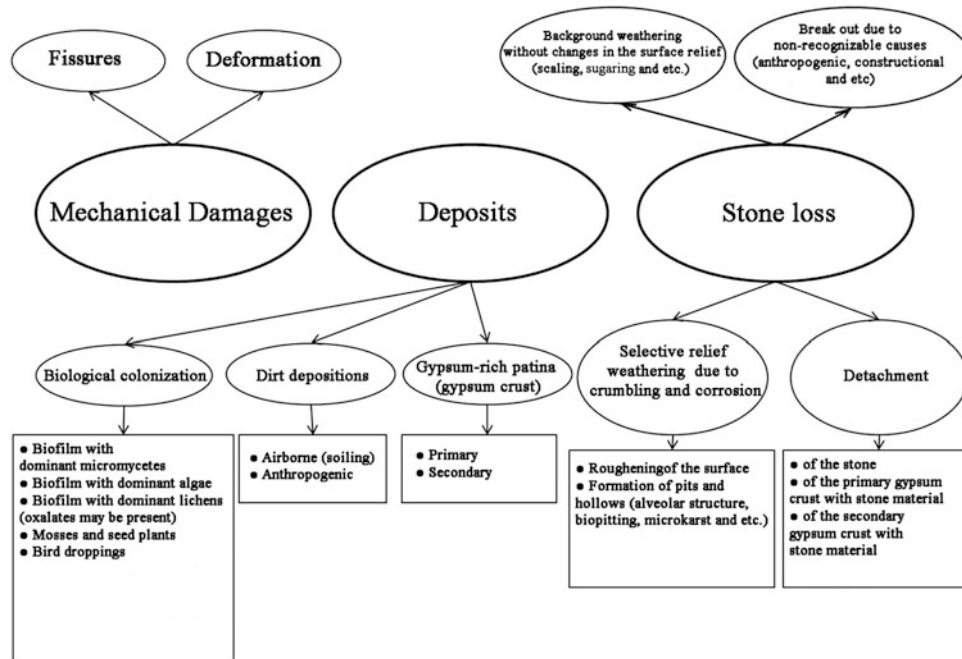 Fissures
Deformation
Background weathering
without changes in the surface relief
(scaling, sugaring and etc.)
Break out due to
non-recognizable causes
(anthropogenic, constructional
and etc)
Mechanical Damages
Deposits
Stone loss
Biological colonization
Dirt depositions
Gypsum-rich patina
(gypsum crust)
Selective relief
weathering due to
crumbling and corrosion
Detachment
● Biofilm with
dominant micromycetes
● Biofilm with dominant algae
● Biofilm with dominant lichens
(oxalates may be present)
● Mosses and seed plants
● Bird droppings
● Airborne (soiling)
● Anthropogenic
● Primary
● Secondary
● Rougheningof the surface
● Formation of pits and
hollows (alveolar structure,
biopitting, microkarst and etc.)
● of the stone
● of the primary gypsum
crust with stone material
● of the secondary
gypsum crust with
stone material